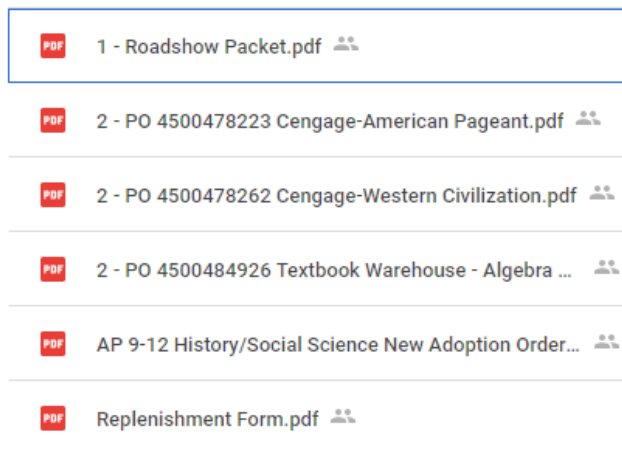 PDF 1 - Roadshow Packet.pdf
PDF 2 - PO 4500478223 Cengage-American Pageant.pdf
PDF 2 - PO 4500478262 Cengage-Western Civilization.pdf
PDF 2 - PO 4500484926 Textbook Warehouse - Algebra ...
PDF AP 9-12 History/Social Science New Adoption Order...
PDF Replenishment Form.pdf